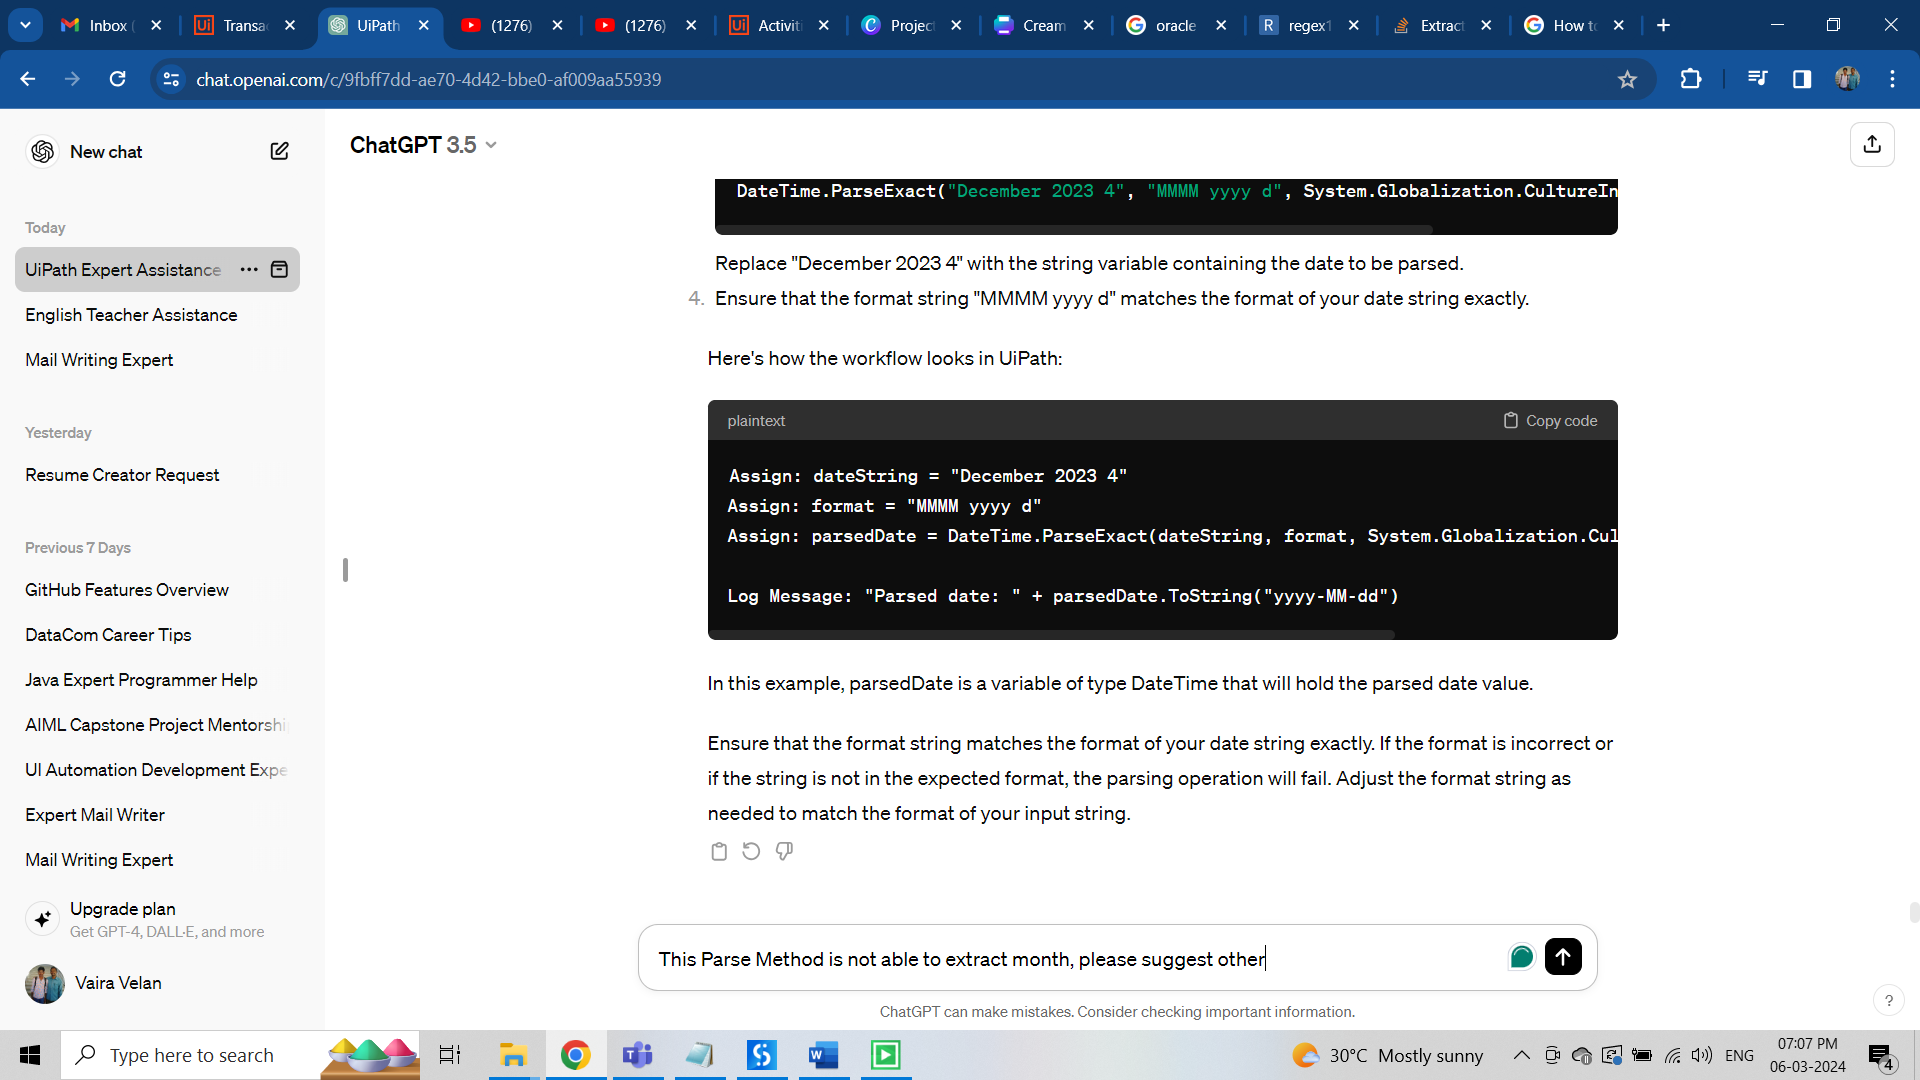 Inbox (
Transa
UiPath
(1276)
(1276)
Activiti
Projec
Cream
oracle
regex1
Extract
How to
chat.openai.com/c/9fbff7dd-ae70-4d42-bbe0-af009aa55939
New chat
ChatGPT 3.5
Today
UiPath Expert Assistance
English Teacher Assistance
Mail Writing Expert
Yesterday
Resume Creator Request
Previous 7 Days
GitHub Features Overview
DataCom Career Tips
Java Expert Programmer Help
AIML Capstone Project Mentorshi
UI Automation Development Expe
Expert Mail Writer
Mail Writing Expert
Upgrade plan
Get GPT-4, DALL·E, and more
Vaira Velan
DateTime.ParseExact("December 2023 4", "MMMM yyyy d", System.Globalization.CultureIn
Replace "December 2023 4" with the string variable containing the date to be parsed.
4. Ensure that the format string "MMMM yyyy d" matches the format of your date string exactly.
Here's how the workflow looks in UiPath:
plaintext
Copy code
Assign: dateString = "December 2023 4"
Assign: format = "MMMM yyyy d"
Assign: parsedDate = DateTime.ParseExact(dateString, format, System.Globalization.Cul
Log Message: "Parsed date: " + parsedDate.ToString("yyyy-MM-dd")
In this example, parsedDate is a variable of type DateTime that will hold the parsed date value.
Ensure that the format string matches the format of your date string exactly. If the format is incorrect or
if the string is not in the expected format, the parsing operation will fail. Adjust the format string as
needed to match the format of your input string.
This Parse Method is not able to extract month, please suggest other
ChatGPT can make mistakes. Consider checking important information.
?
Type here to search
30°C Mostly sunny
ENG
07:07 PM
06-03-2024
4